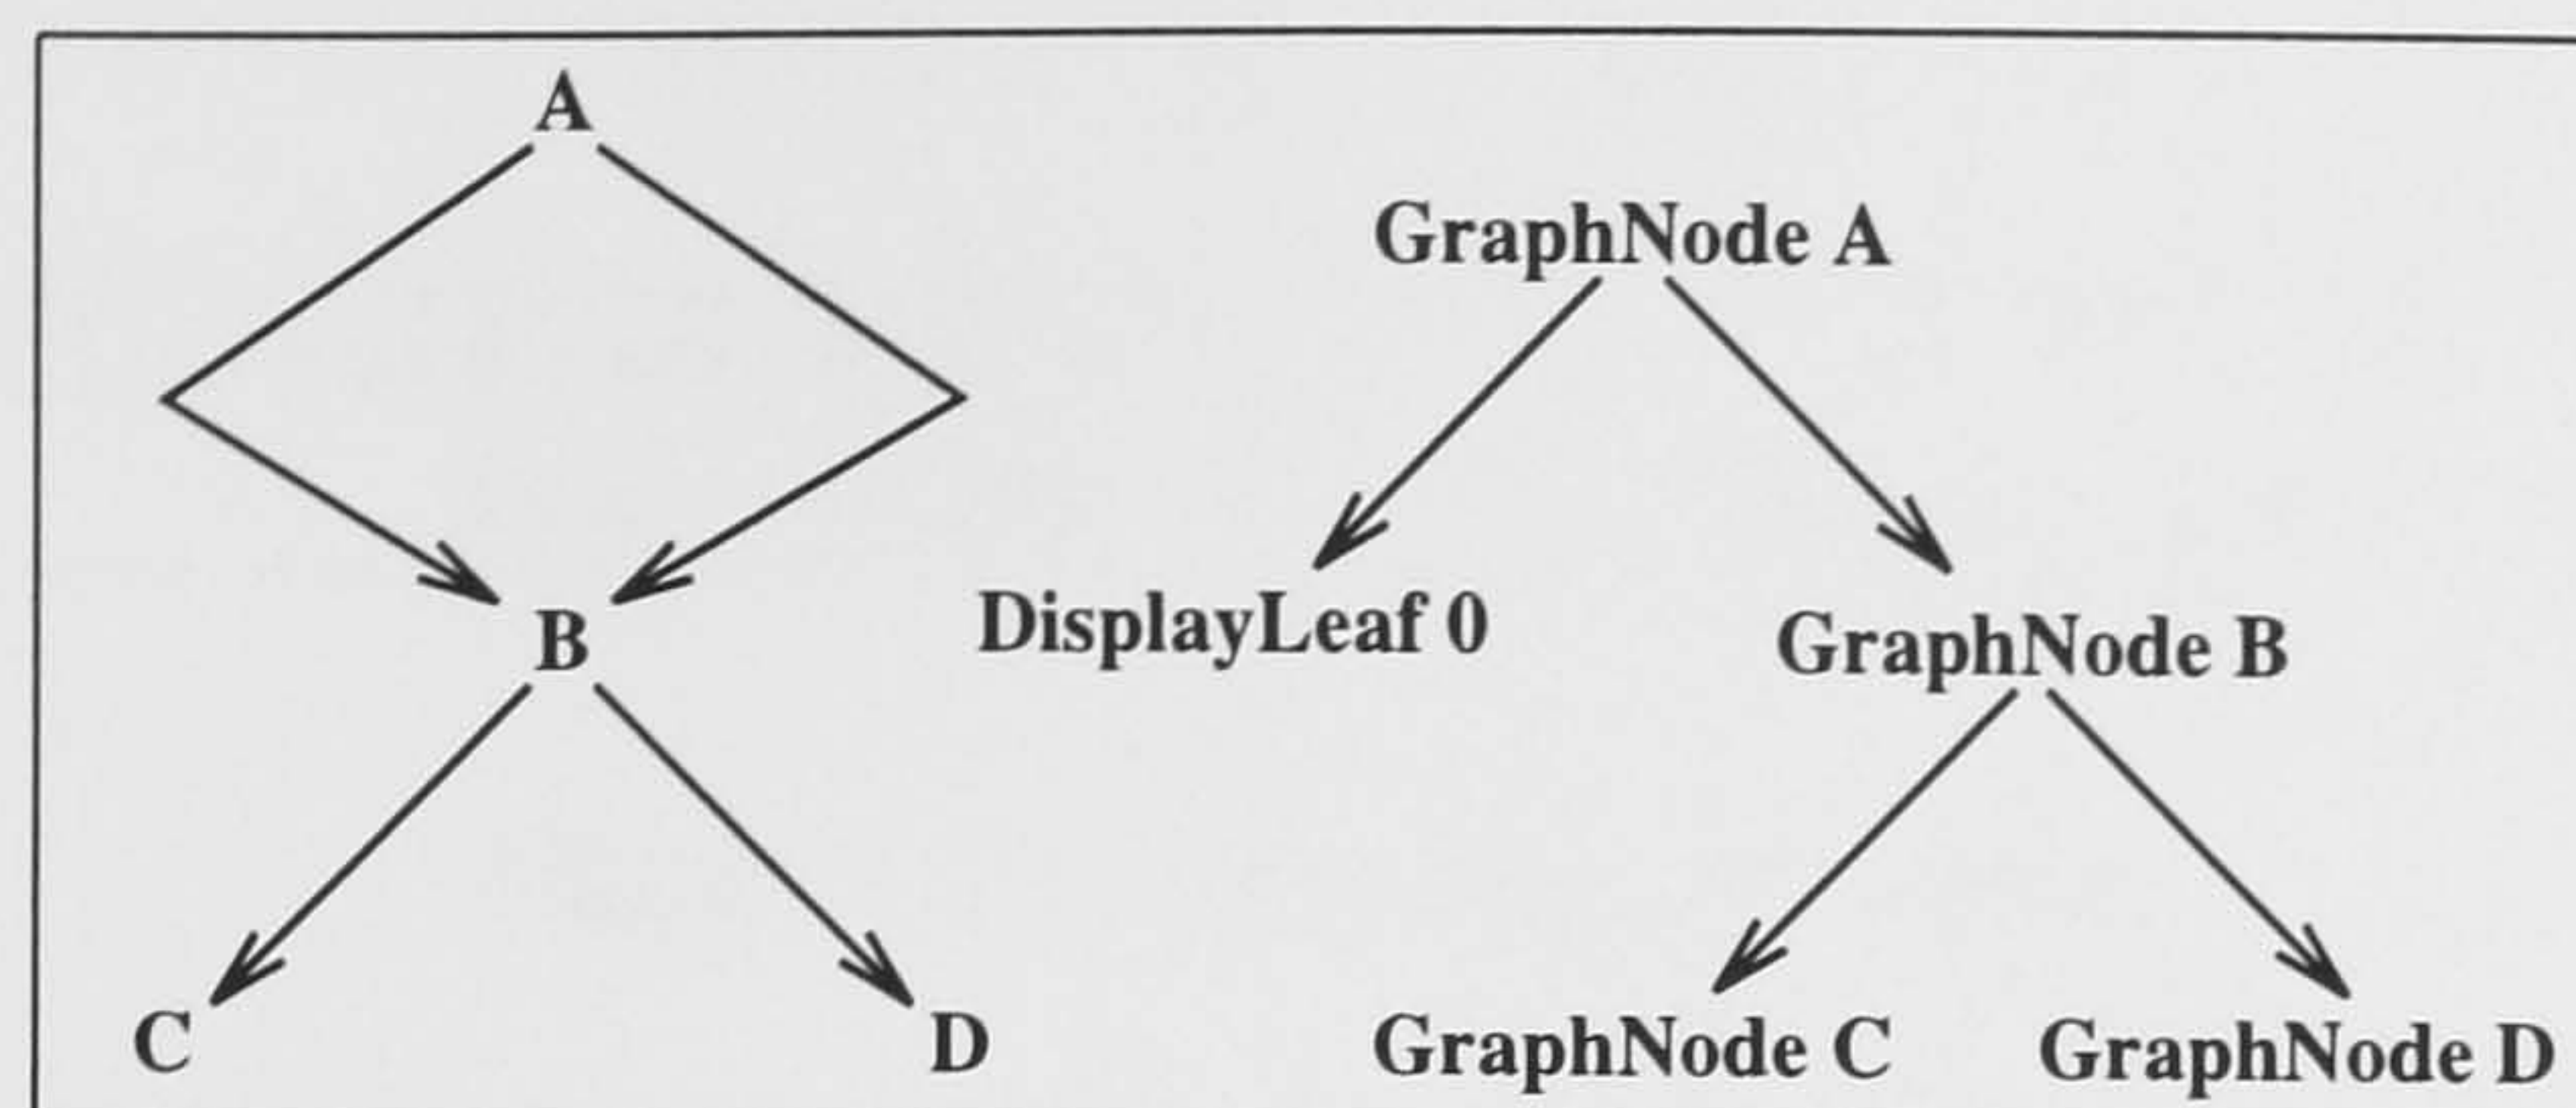 A
GraphNode A
DisplayLeaf 0
B
GraphNode B
C
D
GraphNode C
GraphNode D